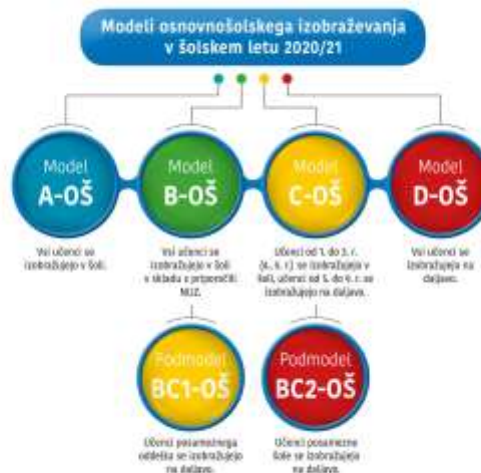 Modeli osnovnošolskega izobraževanja
v šolskem letu 2020/21
Model
A-OŠ
Model
B-OŠ
Model
C-OŠ
Model
D-OŠ
Vsi učenci se
izobražujejo v šoli.
Vsi učenci se
izobražujejo v šoli
v skladu s priporočili
NIJZ.
Učenci od 1. do 3. r.
se izobražujejo v
šoli, učenci od do 9. r. se
izobražujejo na daljavo.
Vsi učenci se
izobražujejo na
daljavo.
Podmodel
BC1-OŠ
Podmodel
BC2-OŠ
Učenci posameznega
oddelka se izobražujejo
na daljavo.
Učenci posamezne
šole se izobražujejo
na daljavo.